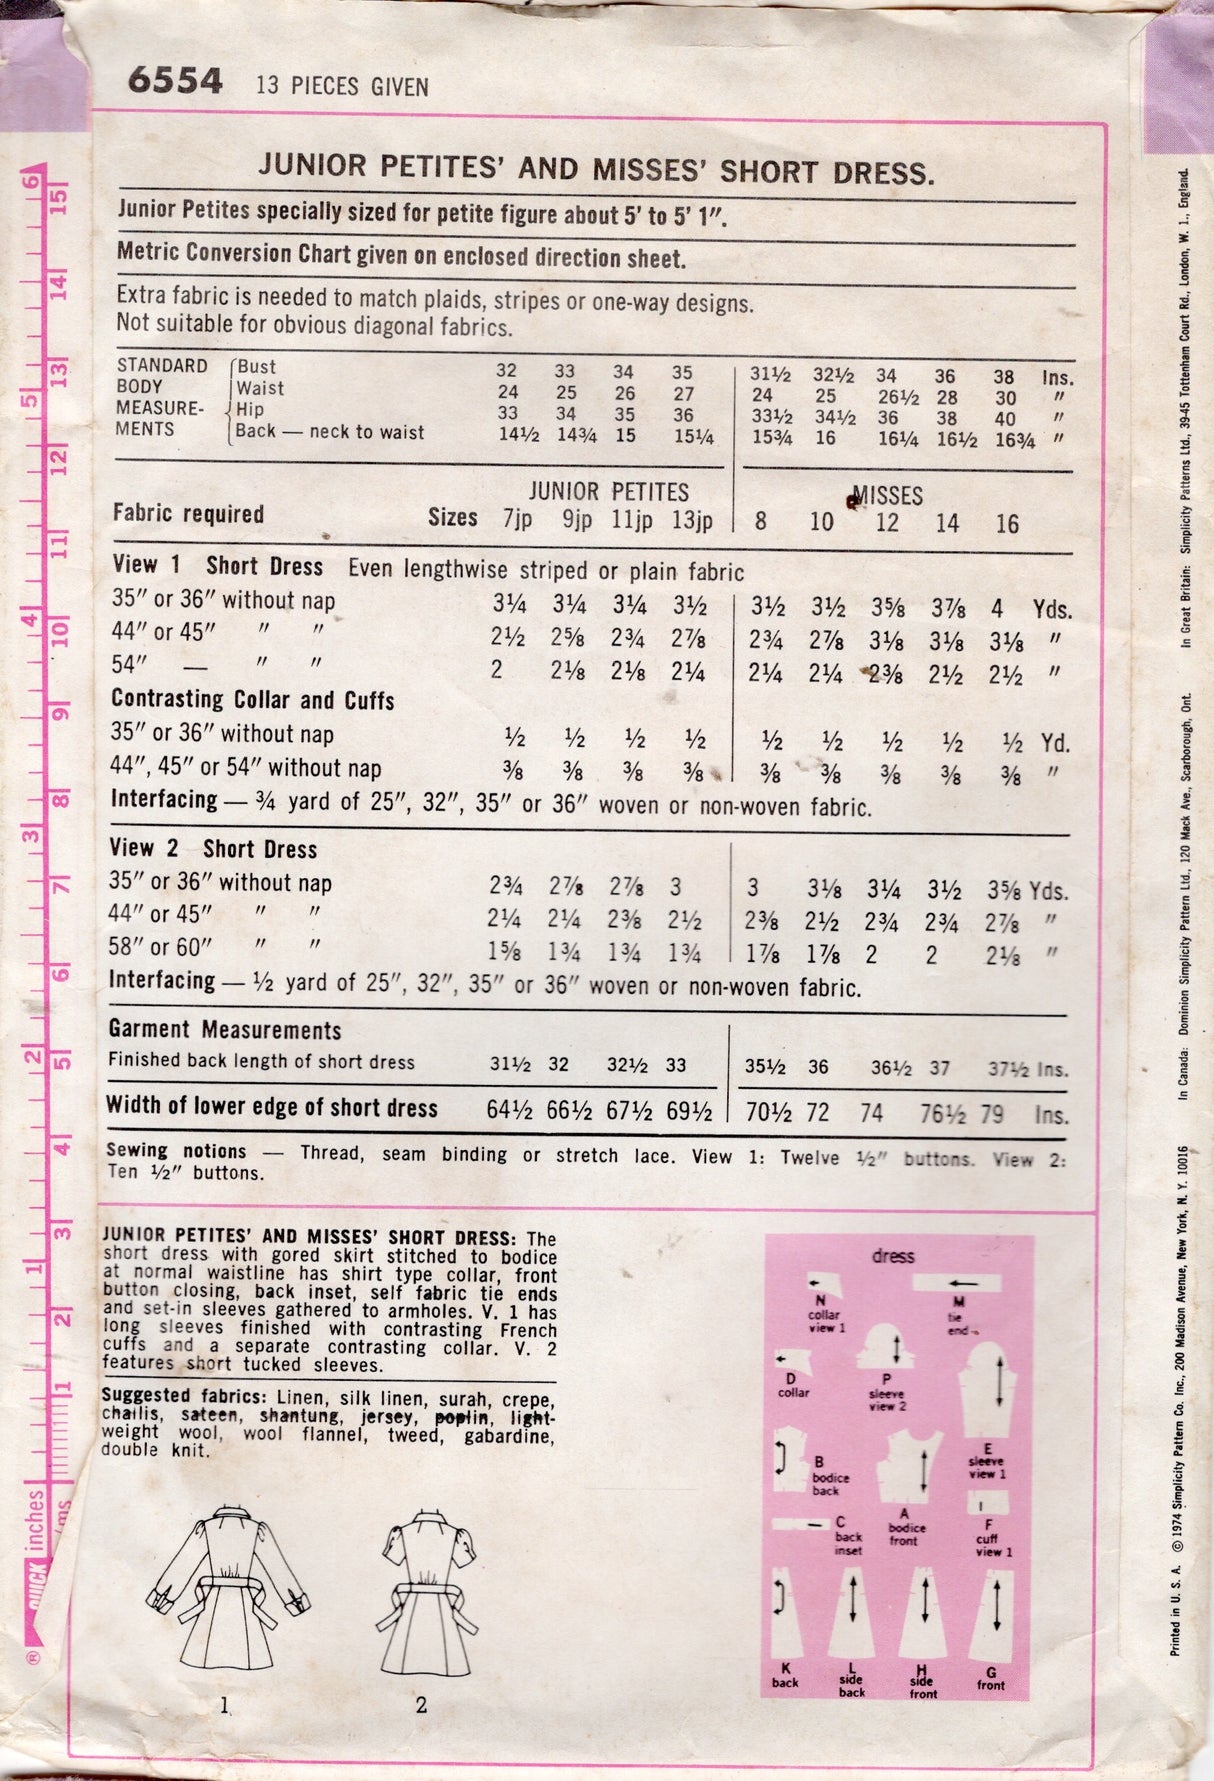 6554 13 PIECES GIVEN
JUNIOR PETITES' AND MISSES' SHORT DRESS.
Junior Petites specially sized for petite figure about 5' to 5' 1".
Metric Conversion Chart given on enclosed direction sheet.
Extra fabric is needed to match plaids, stripes or one-way designs.
Not suitable for obvious diagonal fabrics.
STANDARD Bust 32 33 34 35 31½ 32½ 34 36 38 Ins.
BODY Waist 24 25 26 27 24 25 26½ 28 30 "
MEASURE- Hip 33 34 35 36 33½ 34½ 36 38 40 "
MENTS Back — neck to waist 14½ 14¾ 15 15¼ 15¾ 16 16¼ 16½ 16¾ "
JUNIOR PETITES MISSES
Fabric required Sizes 7jp 9jp 11jp 13jp 8 10 12 14 16
View 1 Short Dress Even lengthwise striped or plain fabric
35" or 36" without nap 3¼ 3¼ 3¼ 3½ 3½ 3½ 3⅝ 3⅞ 4 Yds.
44" or 45" " " 2½ 2⅝ 2¾ 2⅞ 2¾ 2⅞ 3⅛ 3⅛ 3⅛ "
54" — " " 2 2⅛ 2⅛ 2¼ 2¼ 2¼ 2⅜ 2½ 2½ "
Contrasting Collar and Cuffs
35" or 36" without nap ½ ½ ½ ½ ½ ½ ½ ½ ½ Yd.
44", 45" or 54" without nap ⅜ ⅜ ⅜ ⅜ ⅜ ⅜ ⅜ ⅜ ⅜ "
Interfacing — ¾ yard of 25", 32", 35" or 36" woven or non-woven fabric.
View 2 Short Dress
35" or 36" without nap 2¾ 2⅞ 2⅞ 3 3 3⅛ 3¼ 3½ 3⅝ Yds.
44" or 45" " " 2¼ 2¼ 2⅜ 2½ 2⅜ 2½ 2¾ 2¾ 2⅞ "
58" or 60" " " 1⅝ 1¾ 1¾ 1¾ 1⅞ 1⅞ 2 2 2⅛ "
Interfacing — ½ yard of 25", 32", 35" or 36" woven or non-woven fabric.
Garment Measurements
Finished back length of short dress 31½ 32 32½ 33 35½ 36 36½ 37 37½ Ins.
Width of lower edge of short dress 64½ 66½ 67½ 69½ 70½ 72 74 76½ 79 Ins.
Sewing notions — Thread, seam binding or stretch lace. View 1: Twelve ½" buttons. View 2:
Ten ½" buttons.
JUNIOR PETITES' AND MISSES' SHORT DRESS: The
short dress with gored skirt stitched to bodice
at normal waistline has shirt type collar, front
button closing, back inset, self fabric tie ends
and set-in sleeves gathered to armholes. V. 1 has
long sleeves finished with contrasting French
cuffs and a separate contrasting collar. V. 2
features short tucked sleeves.
Suggested fabrics: Linen, silk linen, surah, crepe,
challis, sateen, shantung, jersey, poplin, light-
weight wool, wool flannel, tweed, gabardine,
double knit.
1 2
dress
N
collar
view 1
M
tie
end
D
collar
P
sleeve
view 2
E
sleeve
view 1
B
bodice
back
A
bodice
front
C
back
inset
F
cuff
view 1
K
back
L
side
back
H
side
front
G
front
Printed in U. S. A. ©1974 Simplicity Pattern Co. Inc., 200 Madison Avenue, New York, N. Y. 10016 In Canada: Dominion Simplicity Pattern Ltd., 120 Mack Ave., Scarborough, Ont. In Great Britain: Simplicity Patterns Ltd., 39-45 Tottenham Court Rd., London, W. 1., England.
QUICK inches 1 2 3 4 5 6
ms 1 2 3 4 5 6 7 8 9 10 11 12 13 14 15
®